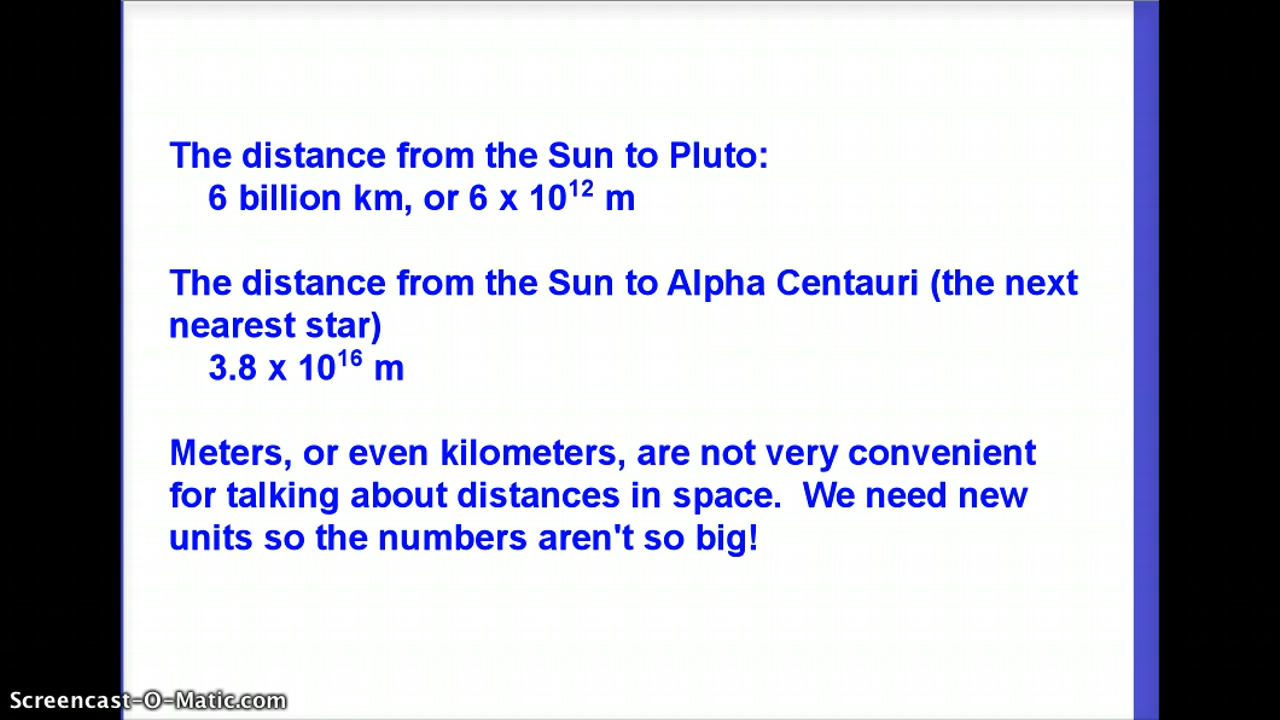 The distance from the Sun to Pluto:
6 billion km, or 6 x 10¹² m
The distance from the Sun to Alpha Centauri (the next
nearest star)
3.8 x 10¹⁶ m
Meters, or even kilometers, are not very convenient
for talking about distances in space.  We need new
units so the numbers aren't so big!
Screencast-O-Matic.com